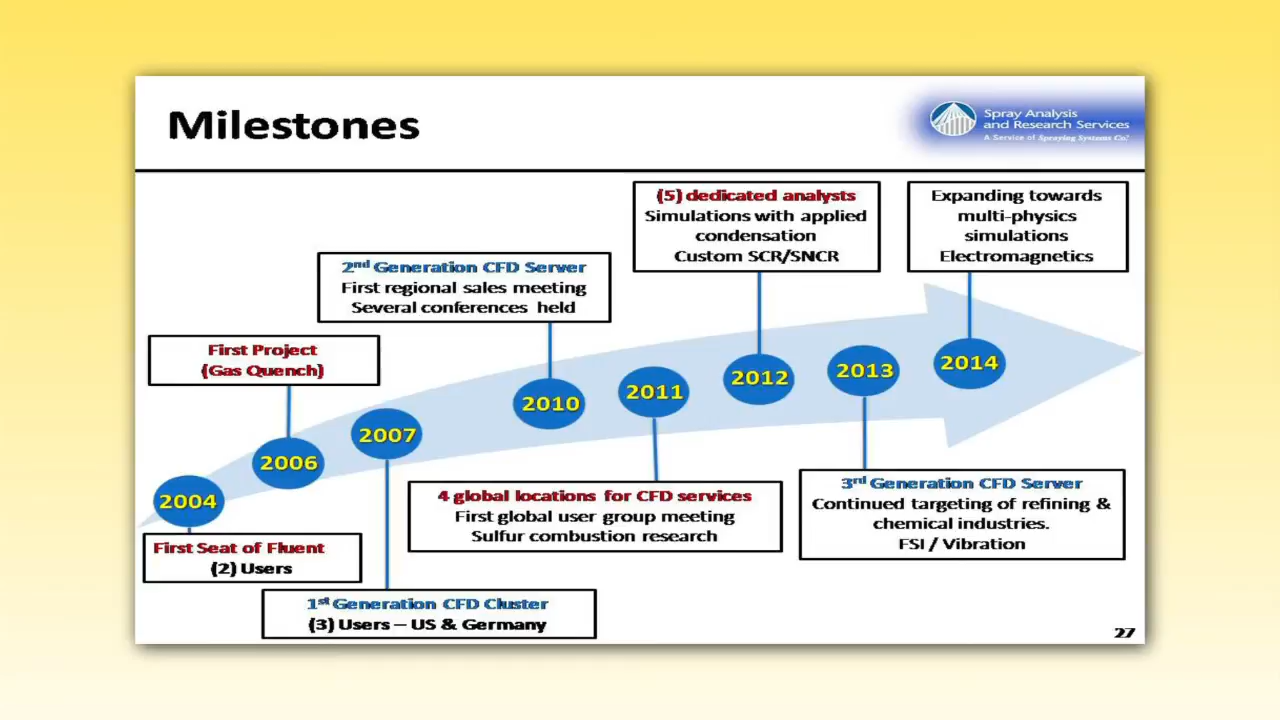 Milestones
Spray Analysis
and Research Services
A Service of Spraying Systems Co.®
(5) dedicated analysts
Simulations with applied
condensation
Custom SCR/SNCR
Expanding towards
multi-physics
simulations
Electromagnetics
2nd Generation CFD Server
First regional sales meeting
Several conferences held
First Project
(Gas Quench)
2004
2006
2007
2010
2011
2012
2013
2014
4 global locations for CFD services
First global user group meeting
Sulfur combustion research
3rd Generation CFD Server
Continued targeting of refining &
chemical industries.
FSI / Vibration
First Seat of Fluent
(2) Users
1st Generation CFD Cluster
(3) Users – US & Germany
27